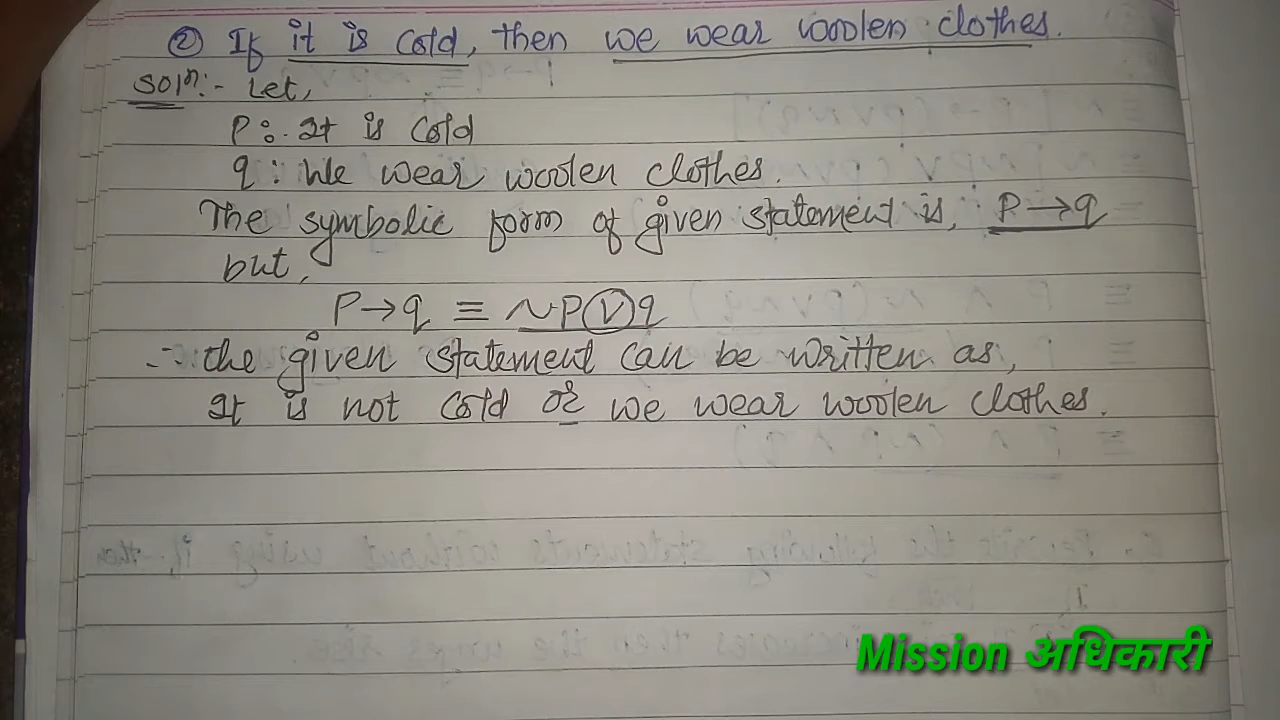 ② If it is cold, then we wear woolen clothes.
Soln:- Let,
P: It is cold
q: We wear woolen clothes.
The symbolic form of given statement is, P→q
but,
P→q ≡ ~P∨q
∴ the given statement can be written as,
It is not cold or we wear woolen clothes.
Mission अधिकारी